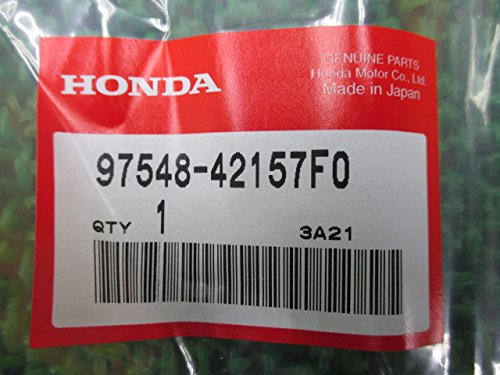 HONDA
GENUINE PARTS
Honda Motor Co., Ltd.
Made in Japan
97548-42157F0
QTY 1
3A21